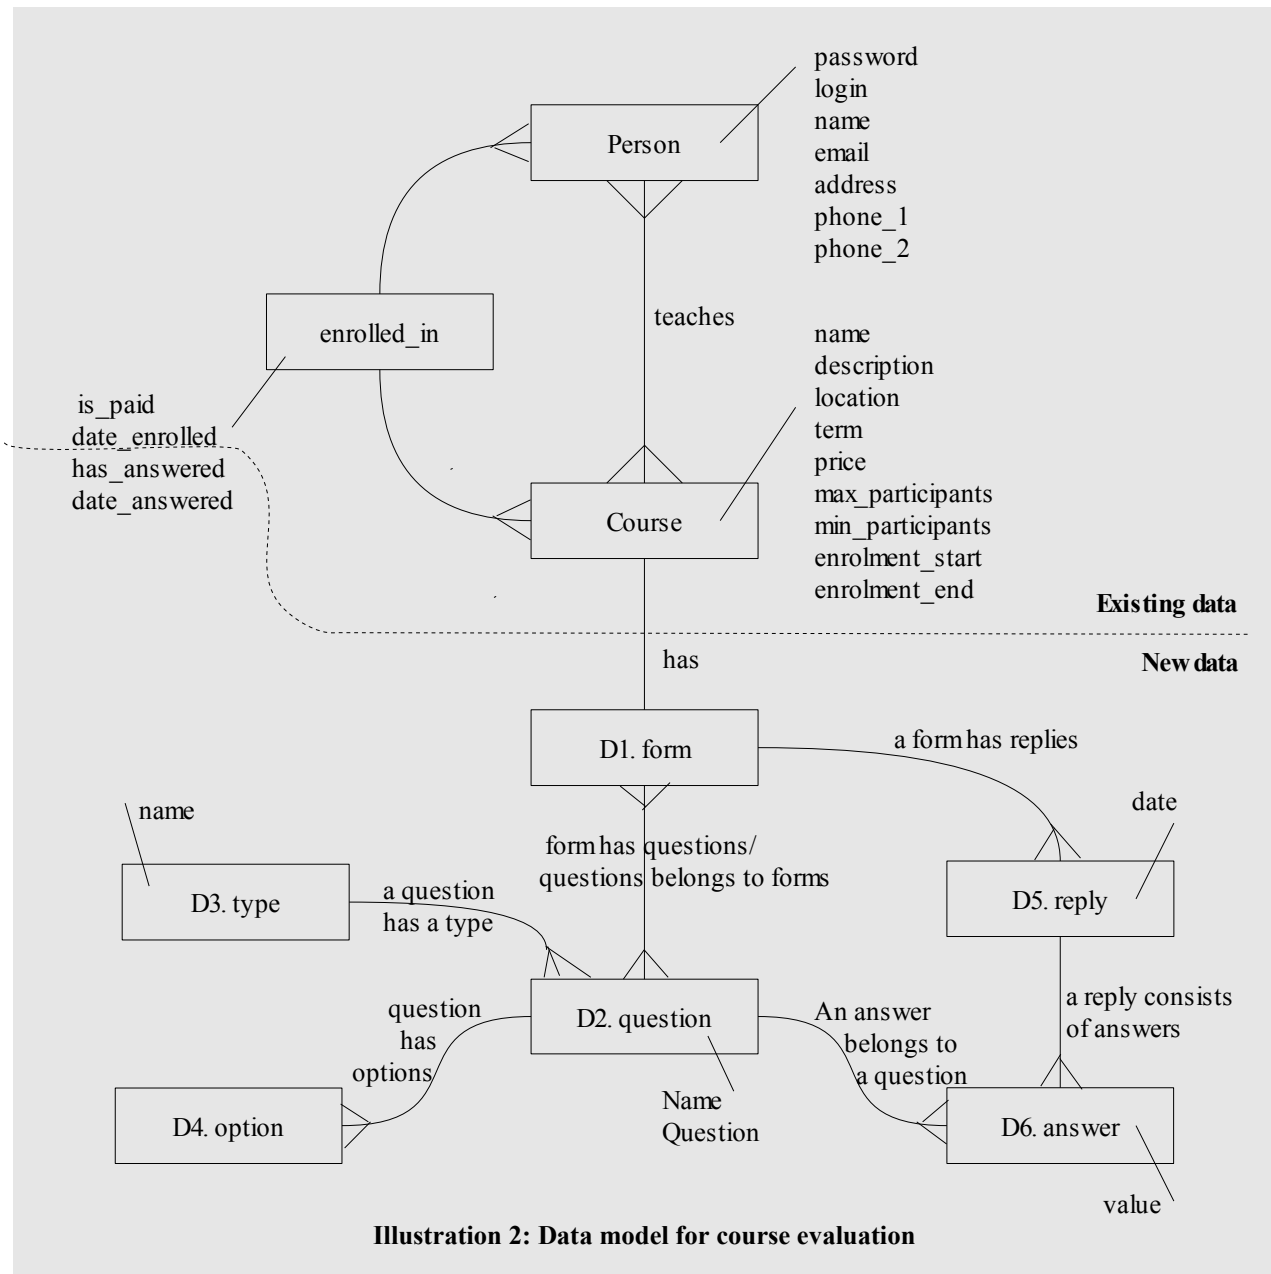 password
login
name
email
address
phone_1
phone_2
Person
teaches
enrolled_in
is_paid
date_enrolled
has_answered
date_answered
name
description
location
term
price
max_participants
min_participants
enrolment_start
enrolment_end
Course
Existing data
New data
has
D1. form
a form has replies
date
name
form has questions/
questions belongs to forms
D3. type
a question
has a type
D5. reply
D2. question
question
has
options
An answer
belongs to
a question
a reply consists
of answers
Name
Question
D4. option
D6. answer
value
Illustration 2: Data model for course evaluation